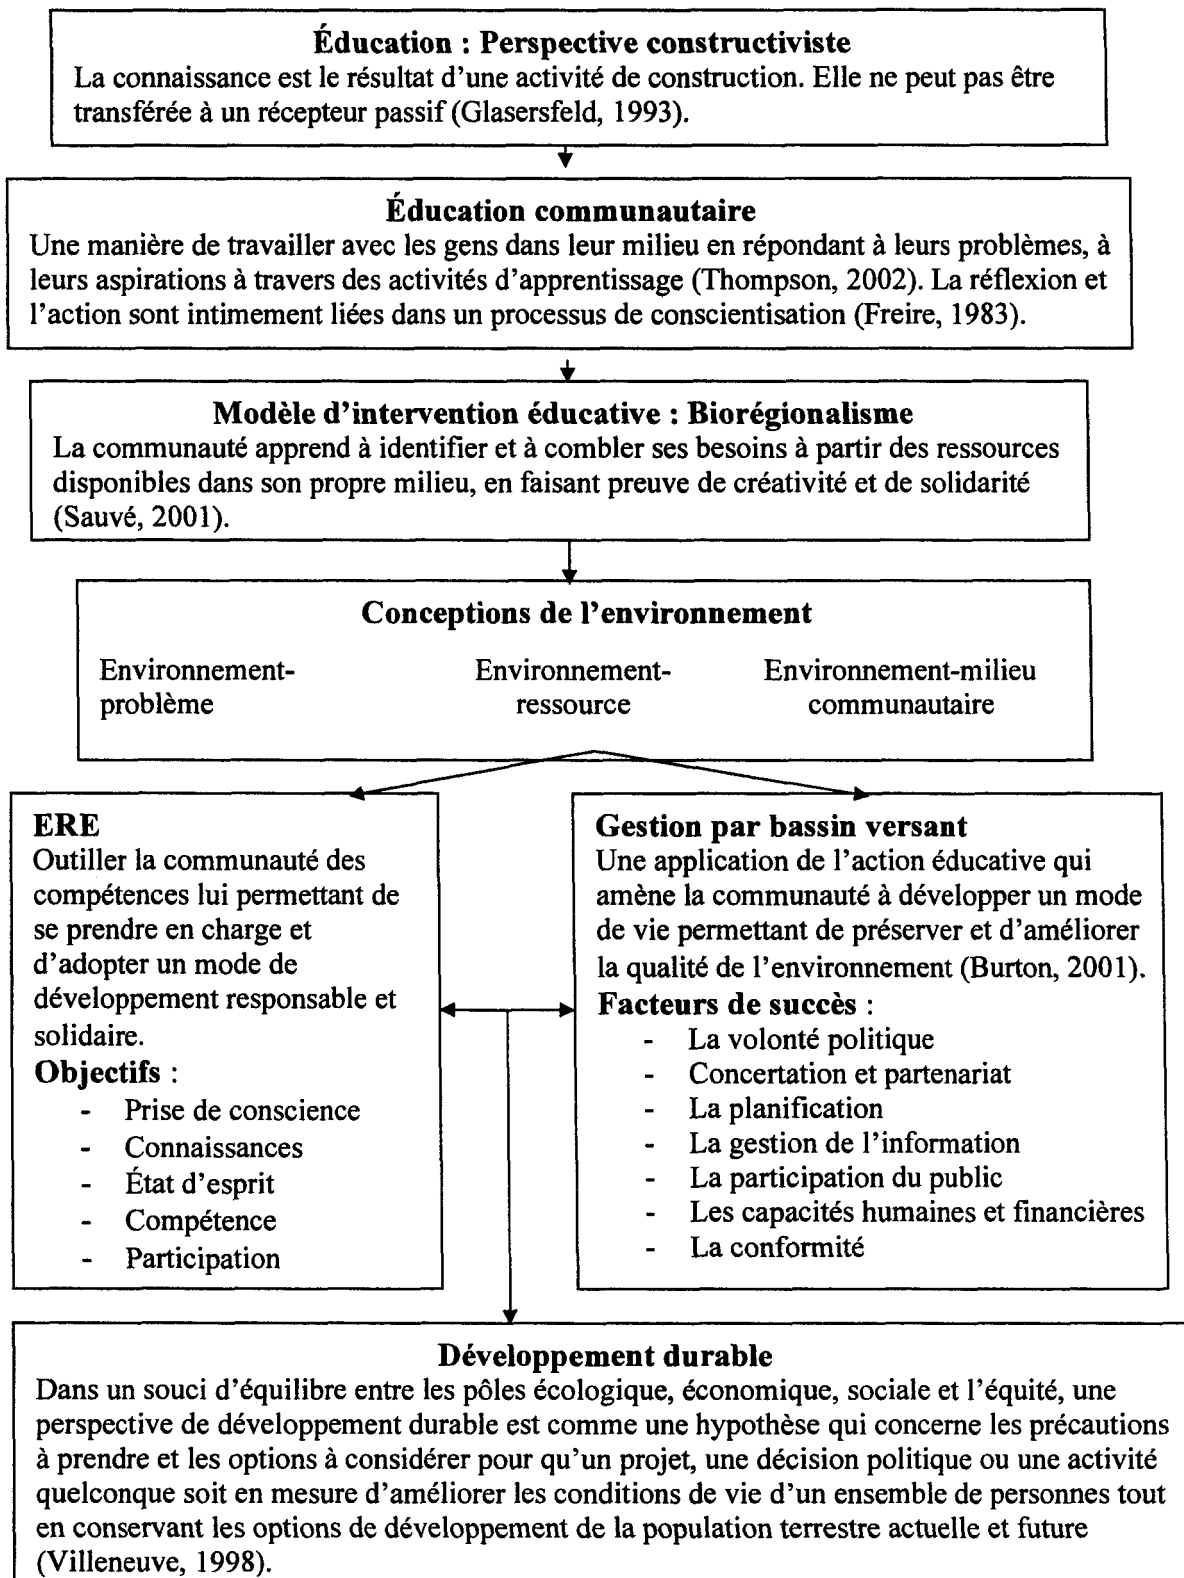 Éducation : Perspective constructiviste
La connaissance est le résultat d’une activité de construction. Elle ne peut pas être
transférée à un récepteur passif (Glasersfeld, 1993).
Éducation communautaire
Une manière de travailler avec les gens dans leur milieu en répondant à leurs problèmes, à
leurs aspirations à travers des activités d’apprentissage (Thompson, 2002). La réflexion et
l’action sont intimement liées dans un processus de conscientisation (Freire, 1983).
Modèle d’intervention éducative : Biorégionalisme
La communauté apprend à identifier et à combler ses besoins à partir des ressources
disponibles dans son propre milieu, en faisant preuve de créativité et de solidarité
(Sauvé, 2001).
Conceptions de l’environnement
Environnement-
problème
Environnement-
ressource
Environnement-milieu
communautaire
ERE
Outiller la communauté des
compétences lui permettant de
se prendre en charge et
d’adopter un mode de
développement responsable et
solidaire.
Objectifs :
- Prise de conscience
- Connaissances
- État d’esprit
- Compétence
- Participation
Gestion par bassin versant
Une application de l’action éducative qui
amène la communauté à développer un mode
de vie permettant de préserver et d’améliorer
la qualité de l’environnement (Burton, 2001).
Facteurs de succès :
- La volonté politique
- Concertation et partenariat
- La planification
- La gestion de l’information
- La participation du public
- Les capacités humaines et financières
- La conformité
Développement durable
Dans un souci d’équilibre entre les pôles écologique, économique, sociale et l’équité, une
perspective de développement durable est comme une hypothèse qui concerne les précautions
à prendre et les options à considérer pour qu’un projet, une décision politique ou une activité
quelconque soit en mesure d’améliorer les conditions de vie d’un ensemble de personnes tout
en conservant les options de développement de la population terrestre actuelle et future
(Villeneuve, 1998).